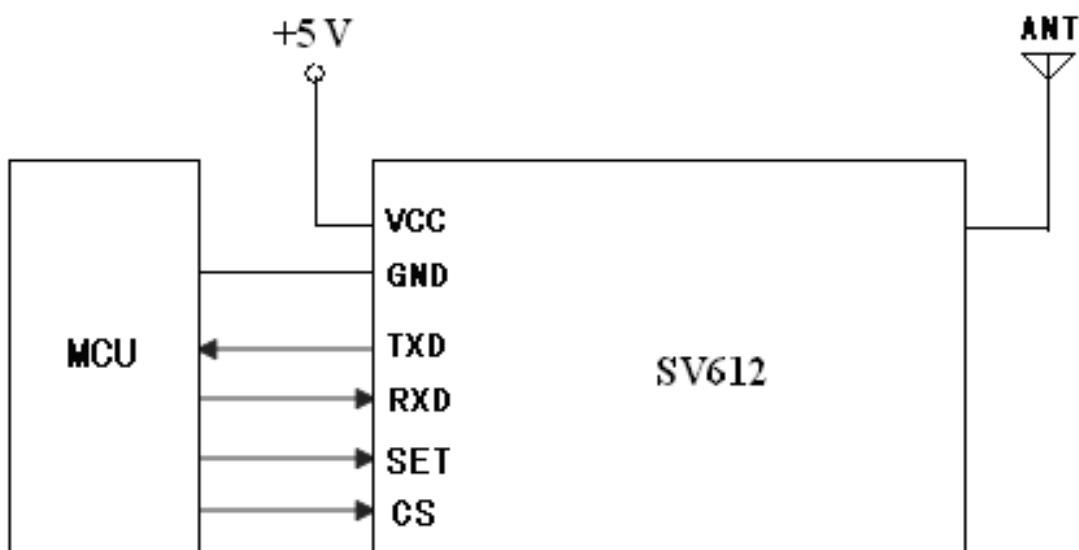 +5 V
ANT
VCC
GND
TXD
MCU
SV612
RXD
SET
CS